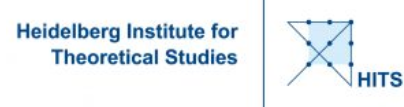 Heidelberg Institute for
Theoretical Studies
HITS